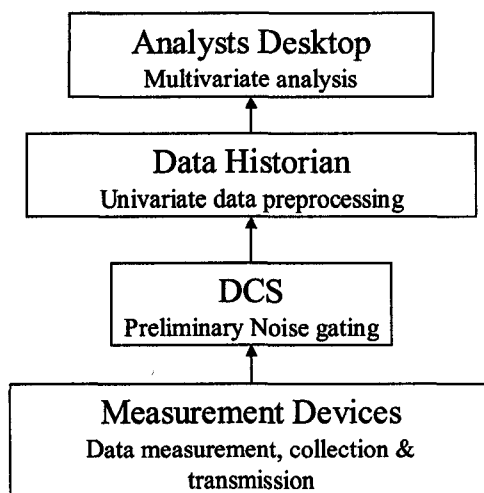 Analysts Desktop
Multivariate analysis
Data Historian
Univariate data preprocessing
DCS
Preliminary Noise gating
Measurement Devices
Data measurement, collection &
transmission